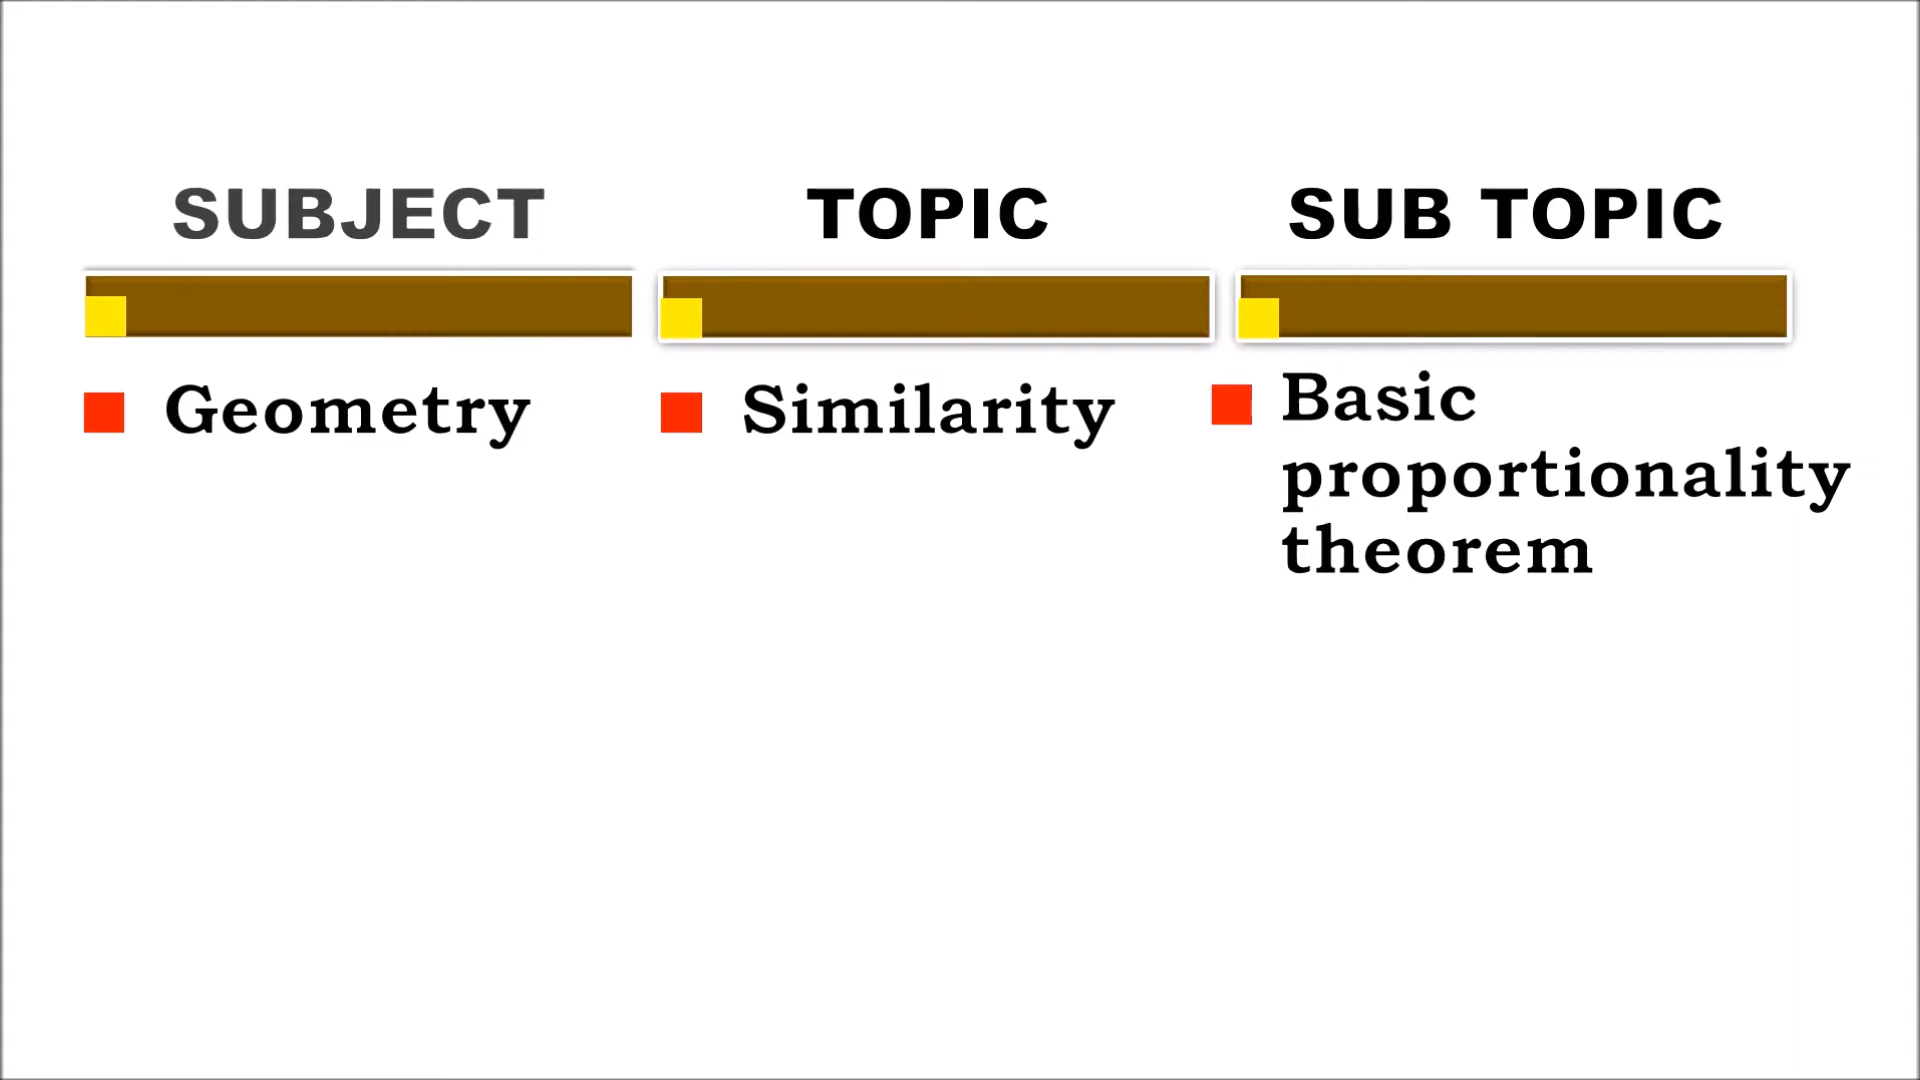 SUBJECT
TOPIC
SUB TOPIC
Geometry
Similarity
Basic
proportionality
theorem